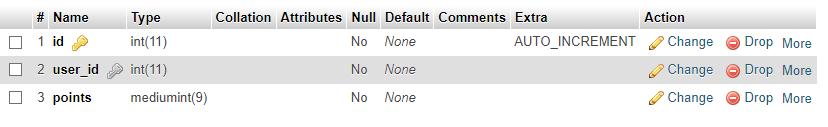 # Name Type Collation Attributes Null Default Comments Extra Action
1 id int(11) No None AUTO_INCREMENT Change Drop More
2 user_id int(11) No None Change Drop More
3 points mediumint(9) No None Change Drop More